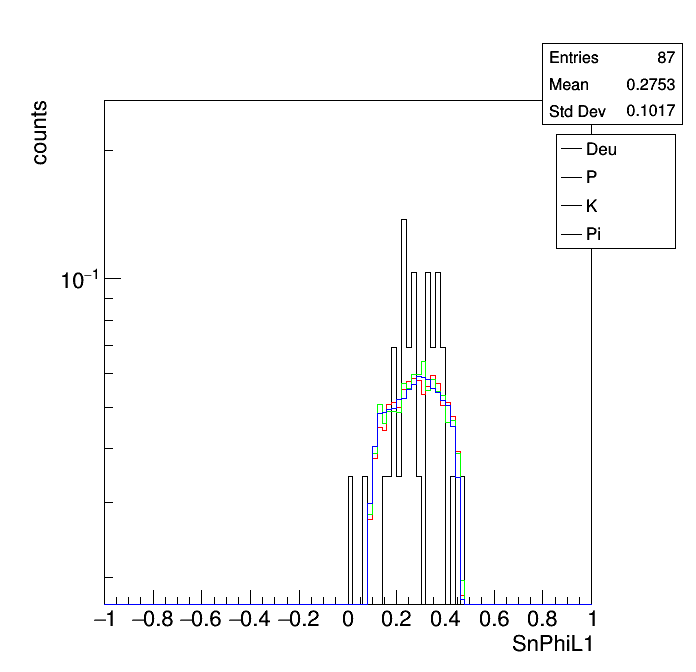 Entries 87
Mean 0.2753
Std Dev 0.1017
Deu
P
K
Pi
counts
10⁻¹
−1 −0.8 −0.6 −0.4 −0.2 0 0.2 0.4 0.6 0.8 1
SnPhiL1